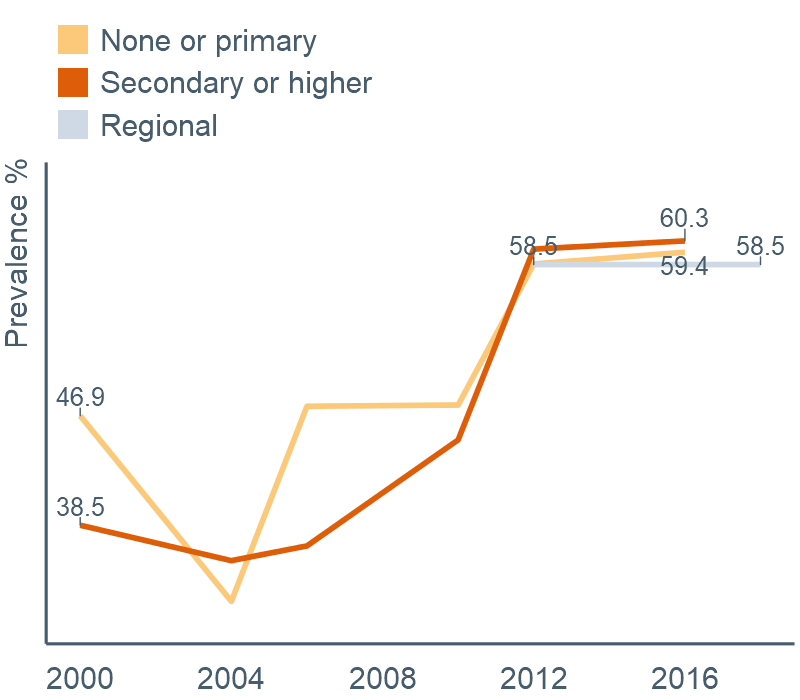 None or primary
Secondary or higher
Regional
Prevalence %
60.3
58.5
58.5
59.4
46.9
38.5
2000
2004
2008
2012
2016